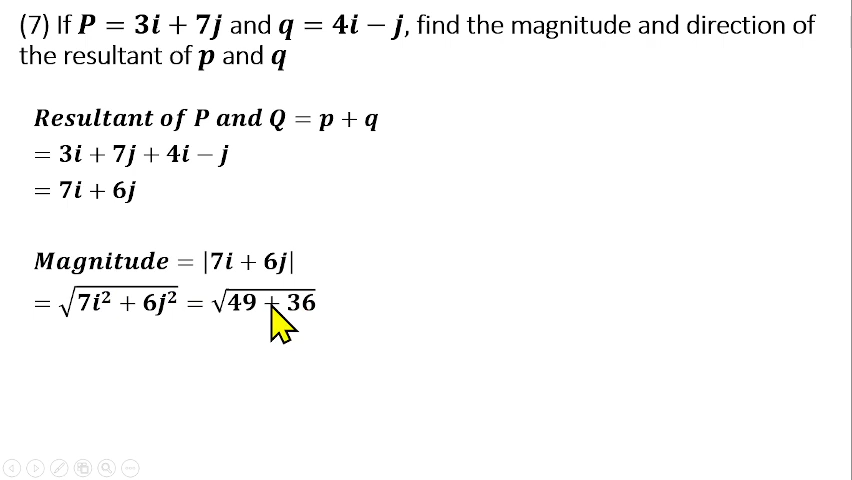 (7) If P = 3i + 7j and q = 4i − j, find the magnitude and direction of
the resultant of p and q
Resultant of P and Q = p + q
= 3i + 7j + 4i − j
= 7i + 6j
Magnitude = |7i + 6j|
= √(7i² + 6j²) = √(49 + 36)